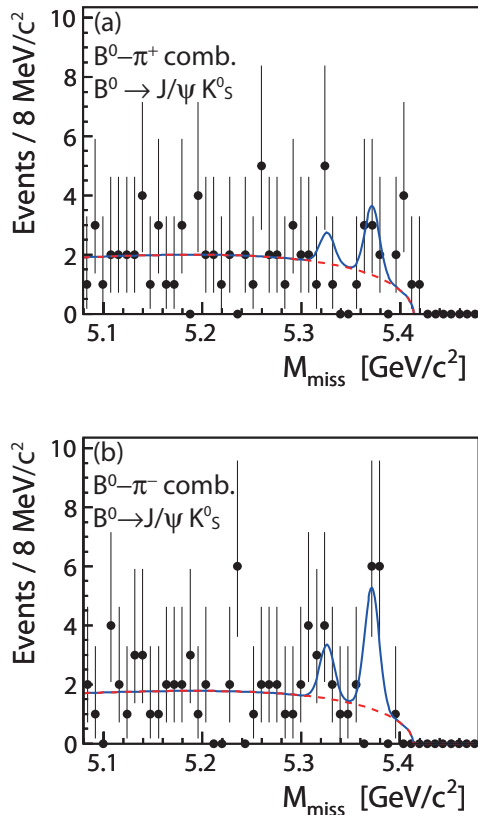 (a)
B⁰–π⁺ comb.
B⁰ → J/ψ K⁰s
Events / 8 MeV/c²
10
8
6
4
2
0
5.1 5.2 5.3 5.4
M_miss [GeV/c²]
(b)
B⁰–π⁻ comb.
B⁰→J/ψ K⁰s
Events / 8 MeV/c²
10
8
6
4
2
0
5.1 5.2 5.3 5.4
M_miss [GeV/c²]